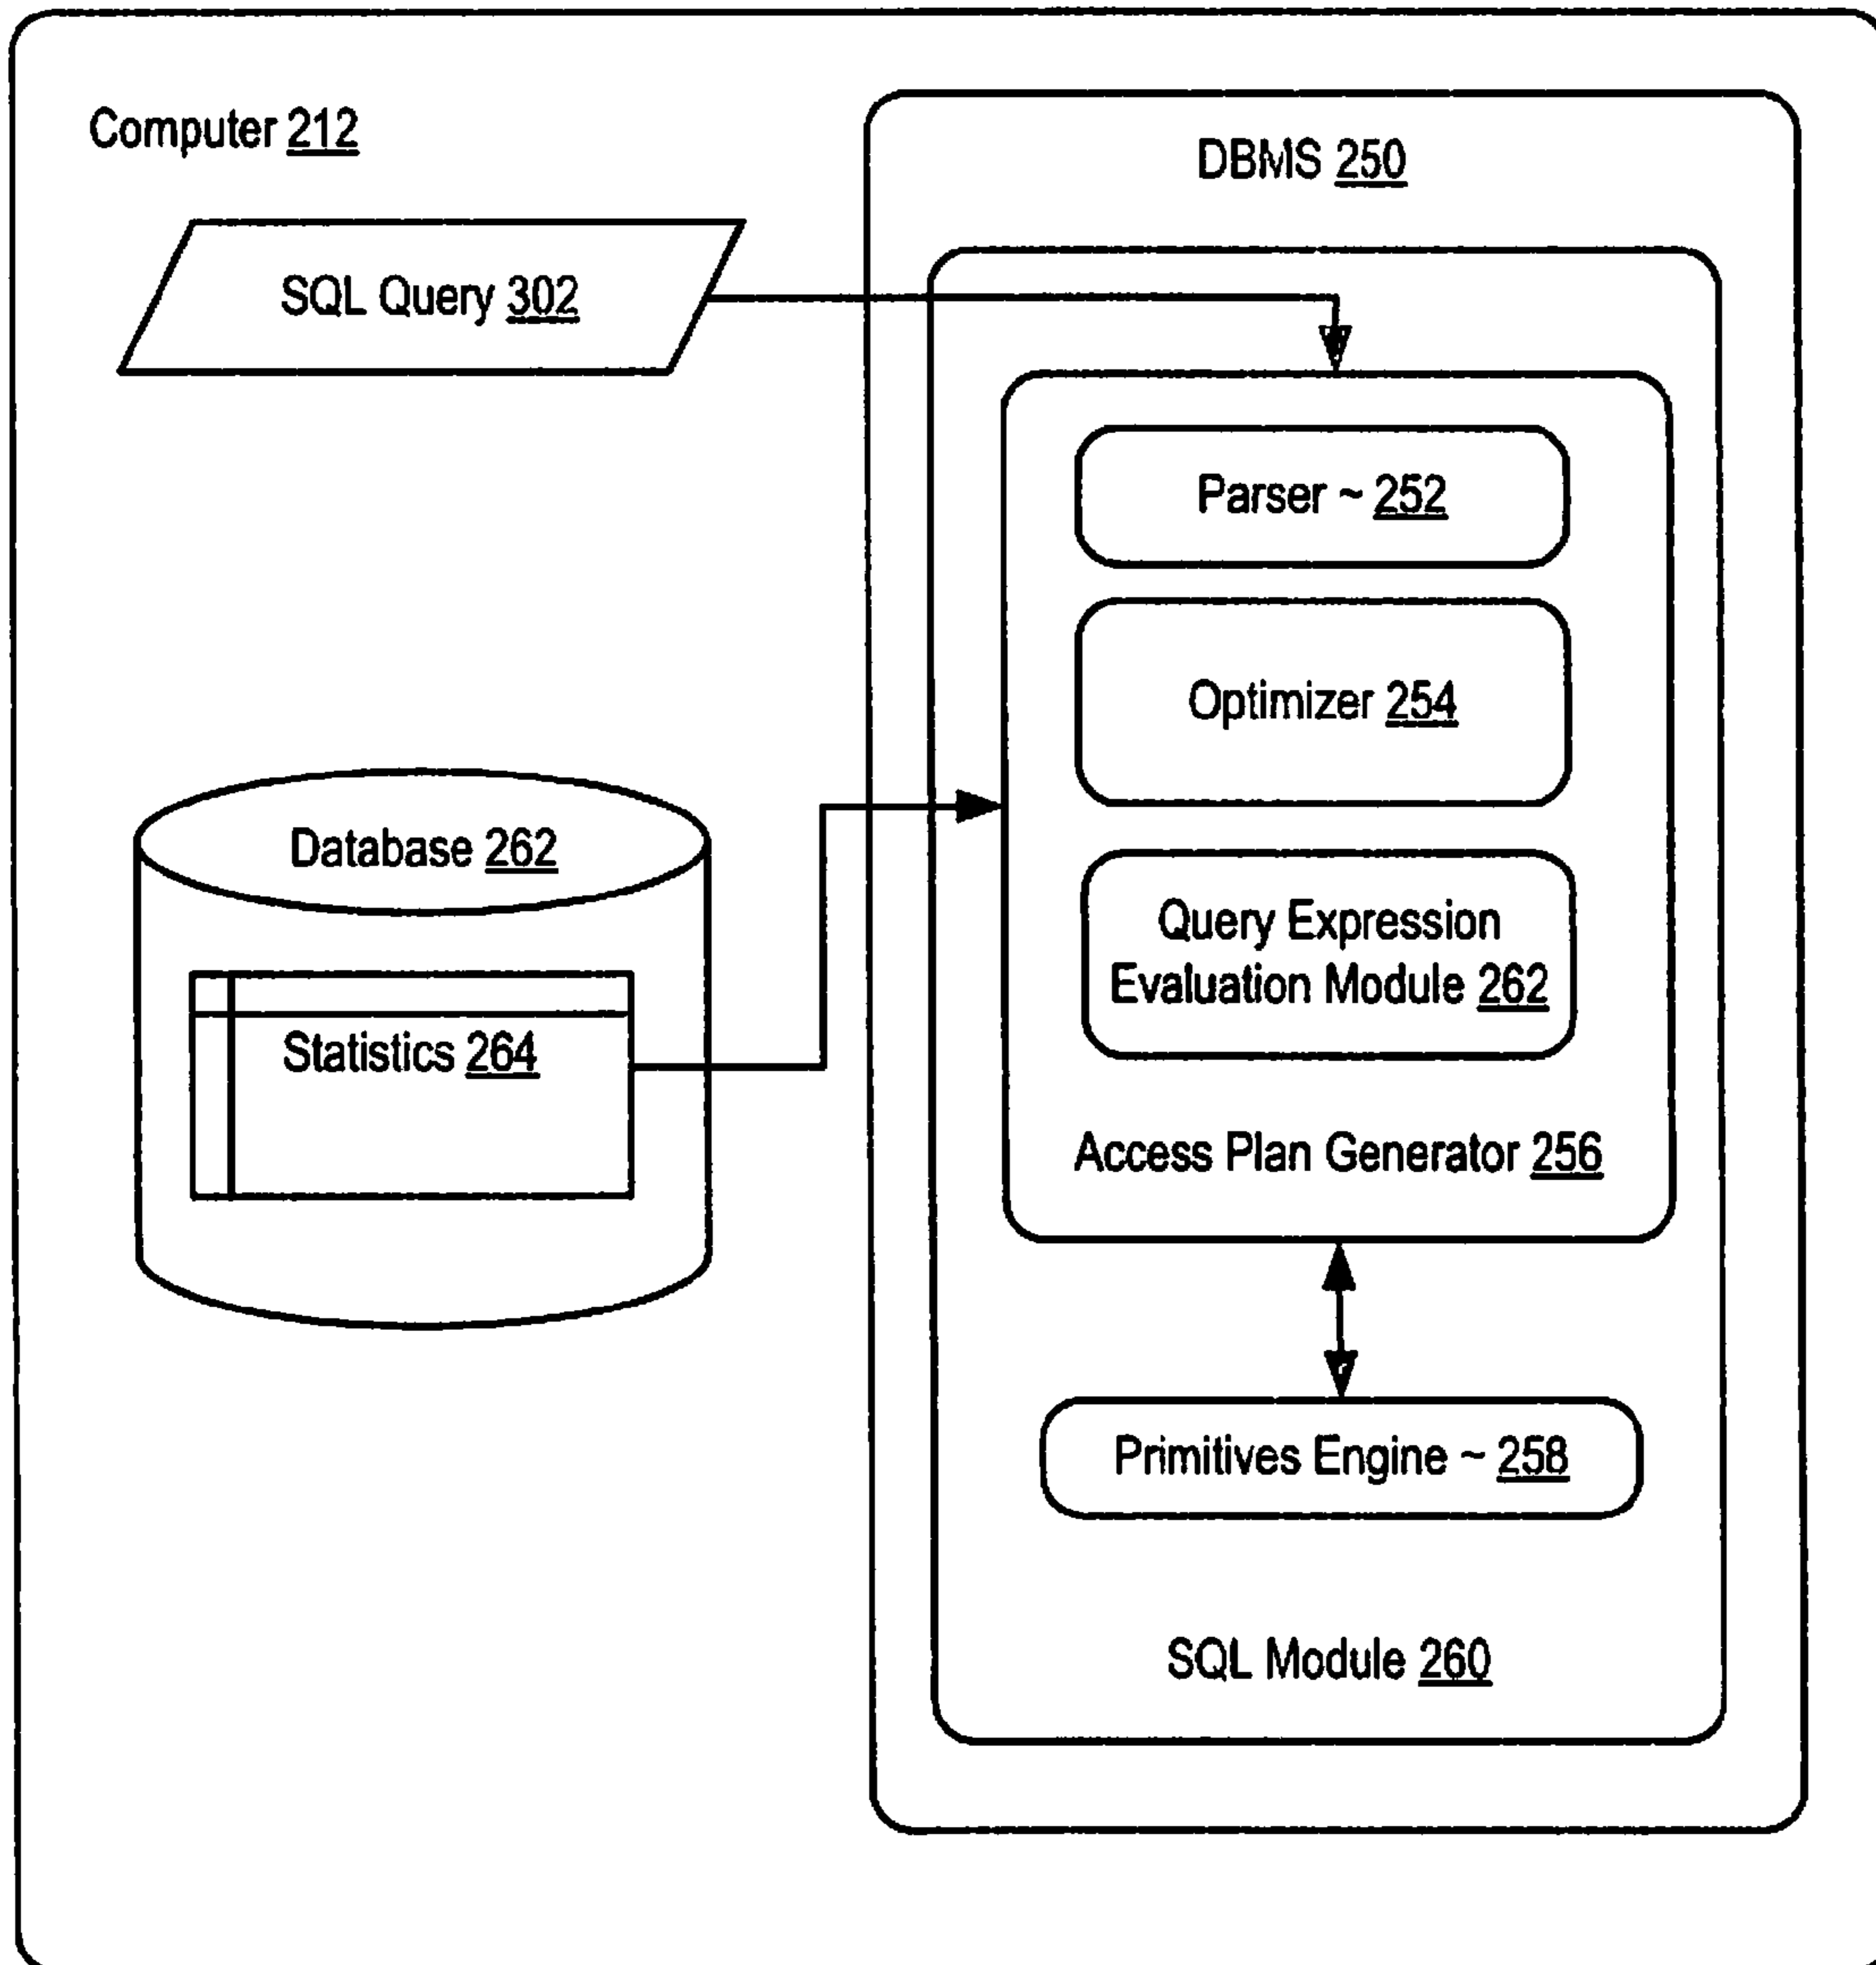 Computer 212
DBMS 250
SQL Query 302
Parser ~ 252
Optimizer 254
Database 262
Query Expression
Evaluation Module 262
Statistics 264
Access Plan Generator 256
Primitives Engine ~ 258
SQL Module 260